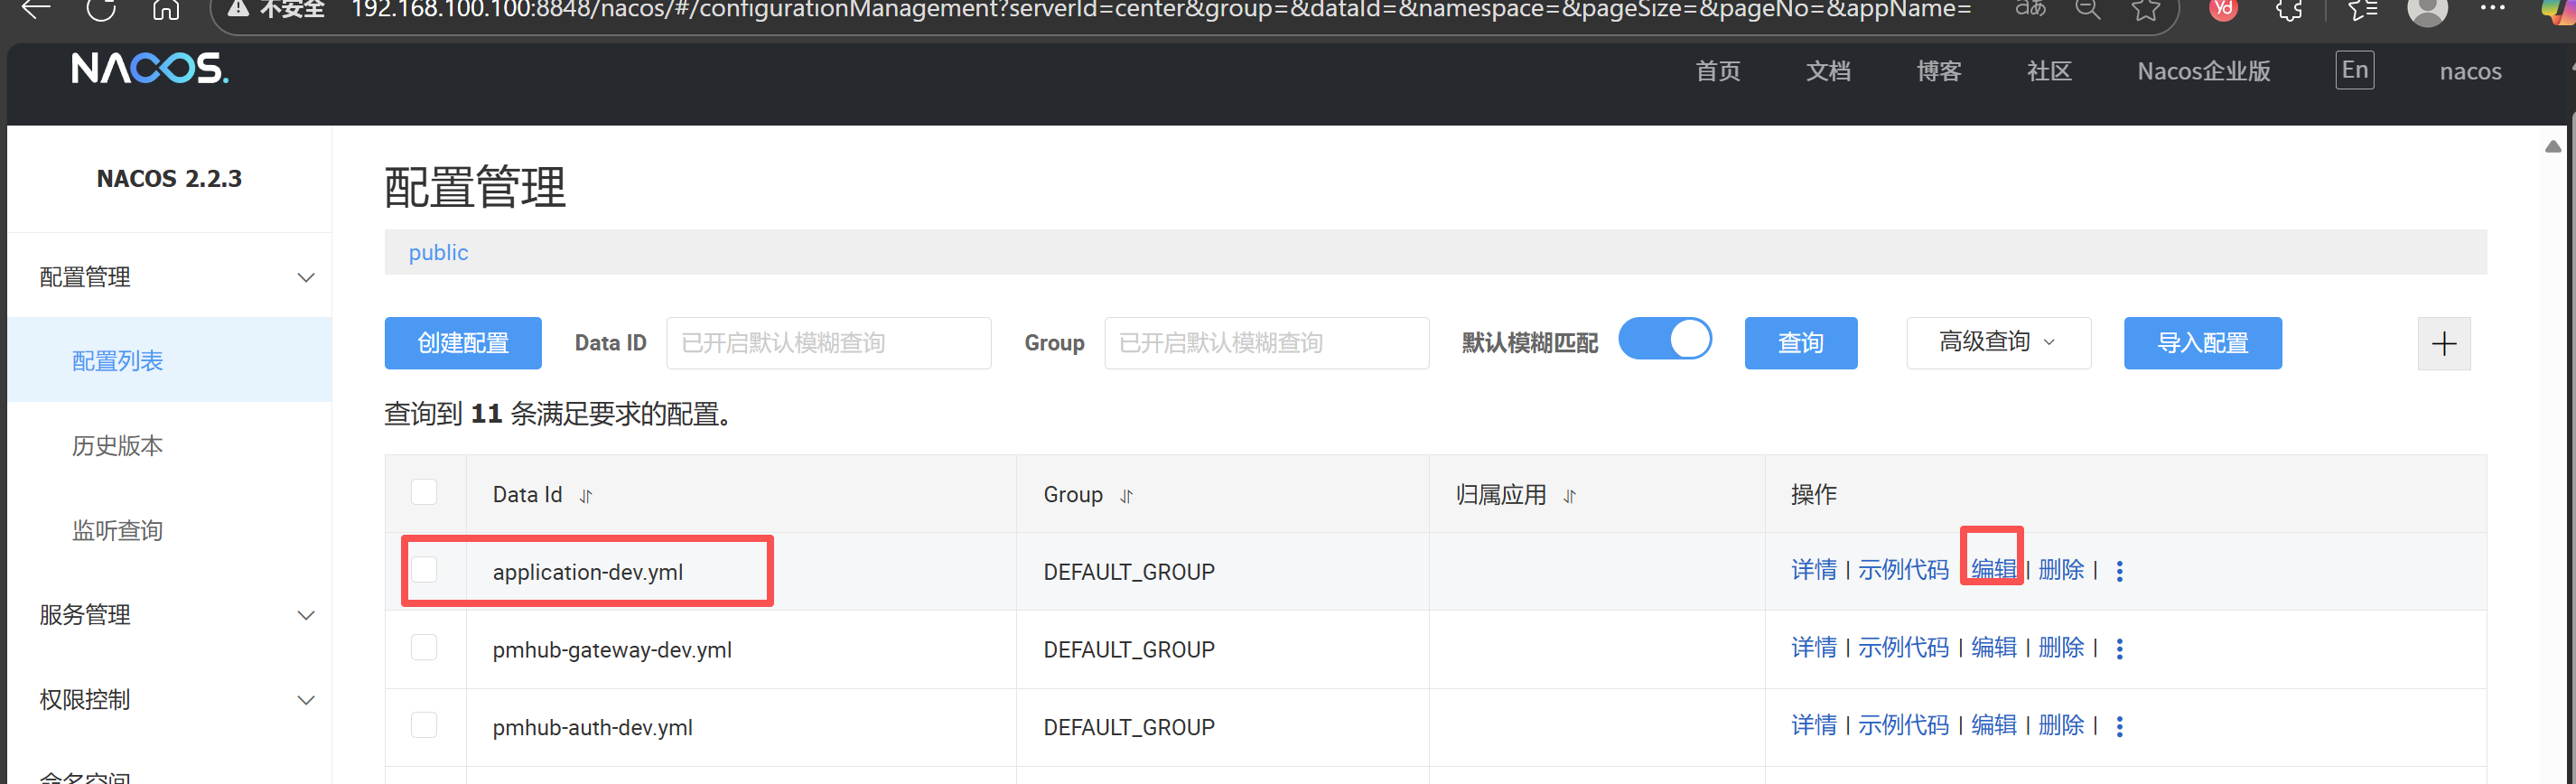 不安全 192.168.100.100:8848/nacos/#/configurationManagement?serverId=center&group=&dataId=&namespace=&pageSize=&pageNo=&appName= aあ yd
NACOS. 首页 文档 博客 社区 Nacos企业版 En nacos
NACOS 2.2.3
配置管理
配置列表
历史版本
监听查询
服务管理
权限控制
命名空间
配置管理
public
创建配置 Data ID 已开启默认模糊查询 Group 已开启默认模糊查询 默认模糊匹配 查询 高级查询 导入配置
查询到 11 条满足要求的配置。
Data Id Group 归属应用 操作
application-dev.yml DEFAULT_GROUP 详情 | 示例代码 | 编辑 | 删除 |
pmhub-gateway-dev.yml DEFAULT_GROUP 详情 | 示例代码 | 编辑 | 删除 |
pmhub-auth-dev.yml DEFAULT_GROUP 详情 | 示例代码 | 编辑 | 删除 |